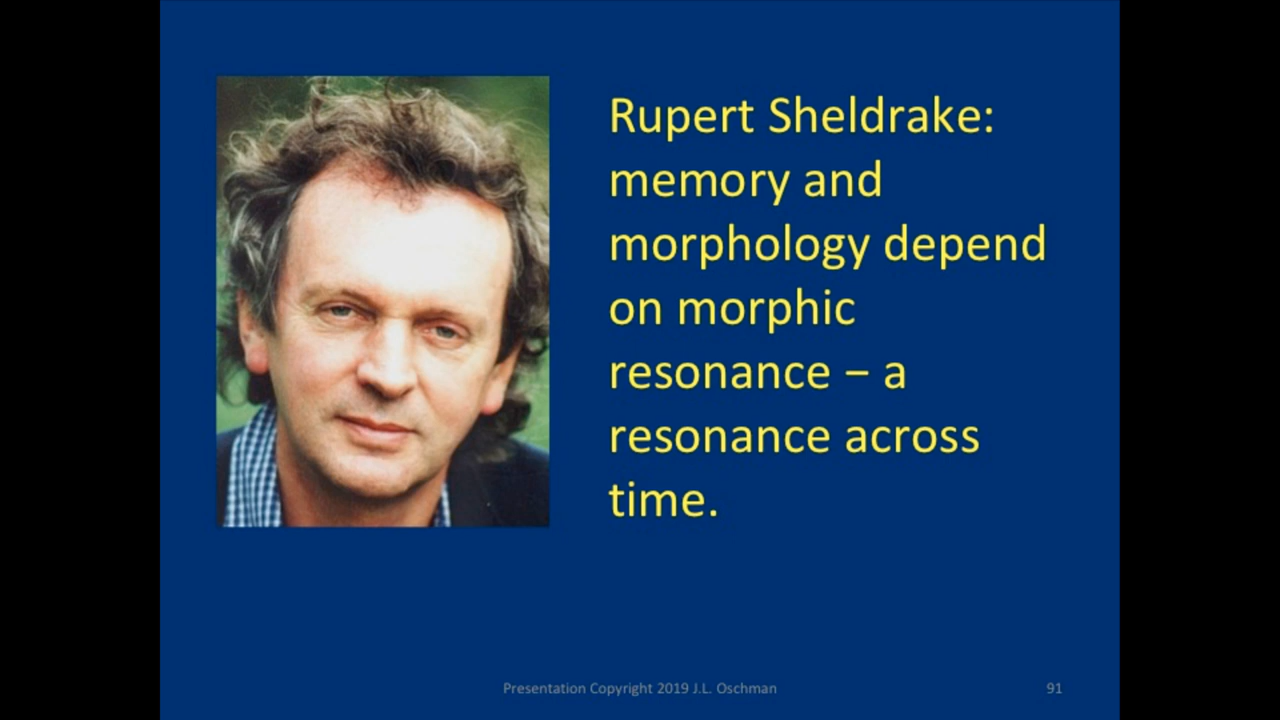 Rupert Sheldrake:
memory and
morphology depend
on morphic
resonance – a
resonance across
time.
Presentation Copyright 2019 J.L. Oschman
91